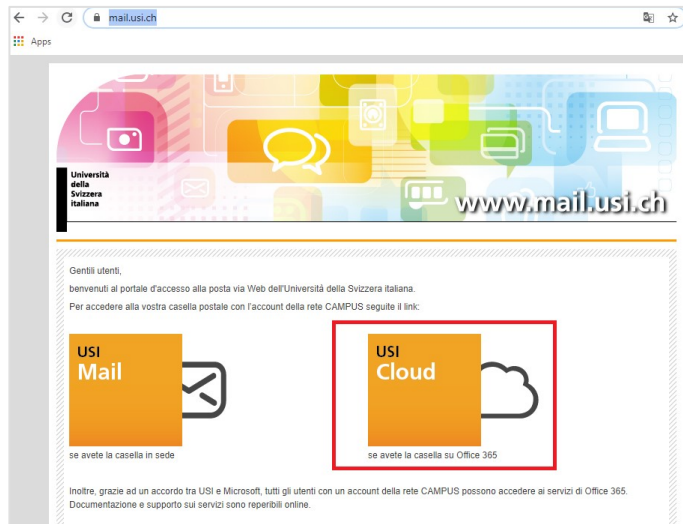 mail.usi.ch
Apps
Università
della
Svizzera
italiana
www.mail.usi.ch
Gentili utenti,
benvenuti al portale d'accesso alla posta via Web dell'Università della Svizzera italiana.
Per accedere alla vostra casella postale con l'account della rete CAMPUS seguite il link:
USI
Mail
se avete la casella in sede
USI
Cloud
se avete la casella su Office 365
Inoltre, grazie ad un accordo tra USI e Microsoft, tutti gli utenti con un account della rete CAMPUS possono accedere ai servizi di Office 365.
Documentazione e supporto sui servizi sono reperibili online.